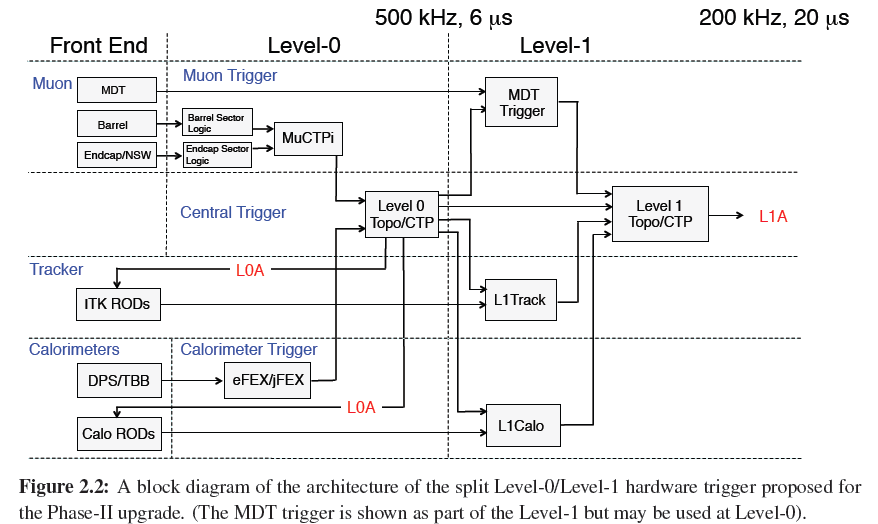 500 kHz, 6 μs
200 kHz, 20 μs
Front End
Level-0
Level-1
Muon
Muon Trigger
MDT
MDT
Trigger
Barrel
Barrel Sector
Logic
MuCTPi
Endcap/NSW
Endcap Sector
Logic
Central Trigger
Level 0
Topo/CTP
Level 1
Topo/CTP
L1A
Tracker
L0A
ITK RODs
L1Track
Calorimeters
Calorimeter Trigger
DPS/TBB
eFEX/jFEX
L0A
Calo RODs
L1Calo
Figure 2.2: A block diagram of the architecture of the split Level-0/Level-1 hardware trigger proposed for
the Phase-II upgrade. (The MDT trigger is shown as part of the Level-1 but may be used at Level-0).